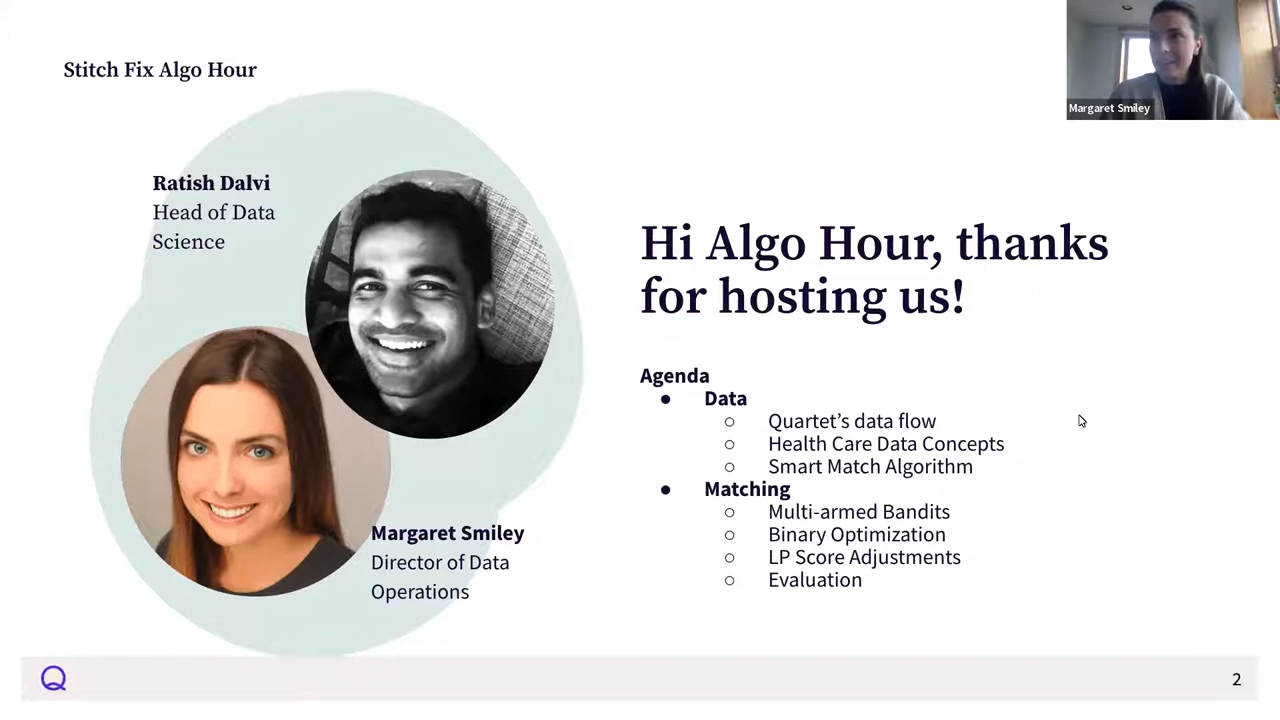 Stitch Fix Algo Hour
Margaret Smiley
Ratish Dalvi
Head of Data
Science
Hi Algo Hour, thanks
for hosting us!
Agenda
● Data
○ Quartet’s data flow
○ Health Care Data Concepts
○ Smart Match Algorithm
● Matching
○ Multi-armed Bandits
○ Binary Optimization
○ LP Score Adjustments
○ Evaluation
Margaret Smiley
Director of Data
Operations
Q
2